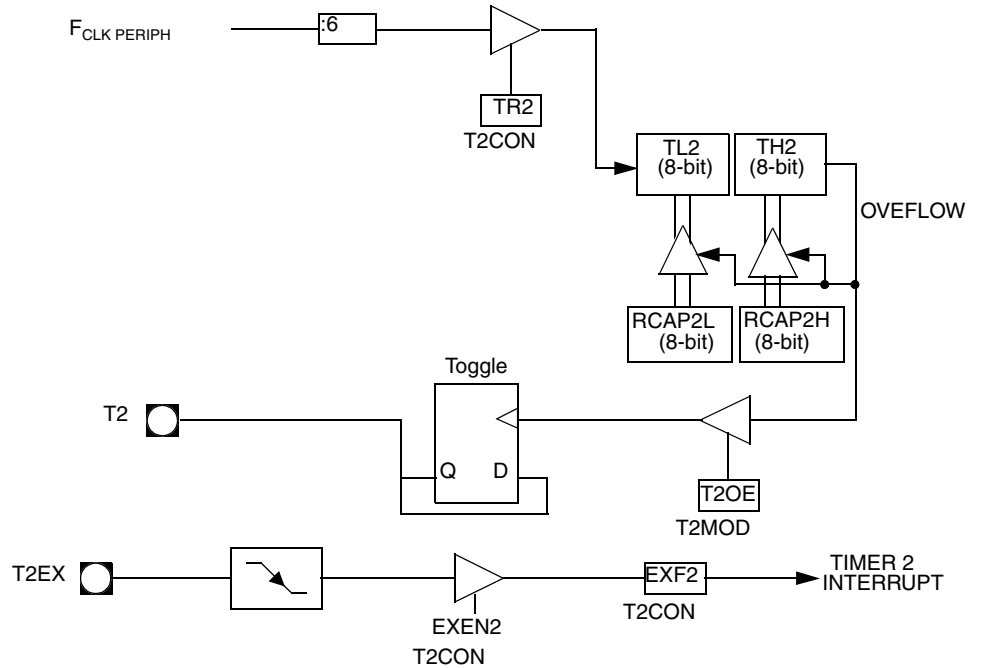 F_CLK PERIPH
:6
TR2
T2CON
TL2
(8-bit)
TH2
(8-bit)
OVEFLOW
RCAP2L
(8-bit)
RCAP2H
(8-bit)
Toggle
T2
Q
D
T2OE
T2MOD
T2EX
EXEN2
T2CON
EXF2
T2CON
TIMER 2
INTERRUPT